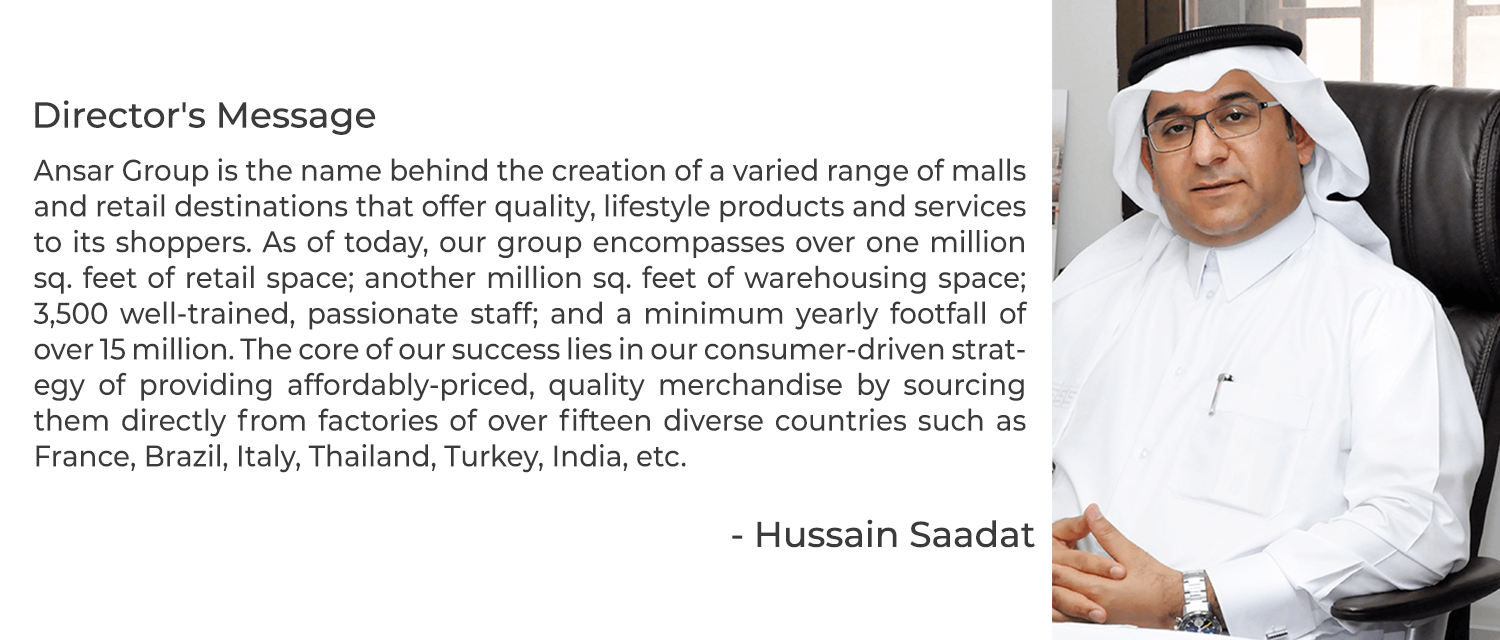 Director's Message
Ansar Group is the name behind the creation of a varied range of malls
and retail destinations that offer quality, lifestyle products and services
to its shoppers. As of today, our group encompasses over one million
sq. feet of retail space; another million sq. feet of warehousing space;
3,500 well-trained, passionate staff; and a minimum yearly footfall of
over 15 million. The core of our success lies in our consumer-driven strat-
egy of providing affordably-priced, quality merchandise by sourcing
them directly from factories of over fifteen diverse countries such as
France, Brazil, Italy, Thailand, Turkey, India, etc.
- Hussain Saadat